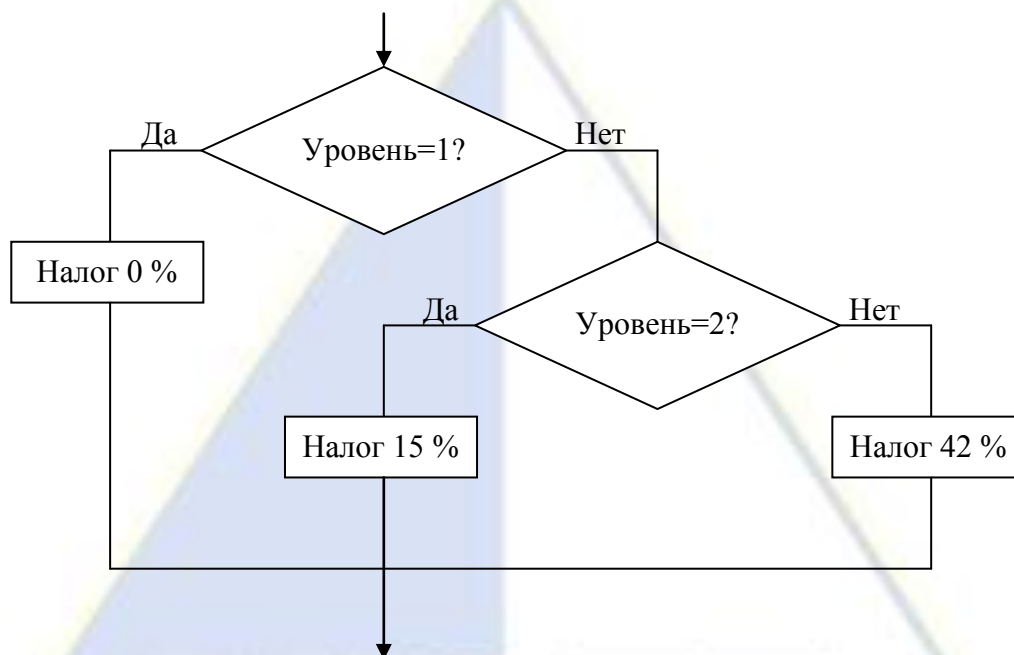 Да
Уровень=1?
Нет
Налог 0 %
Да
Уровень=2?
Нет
Налог 15 %
Налог 42 %